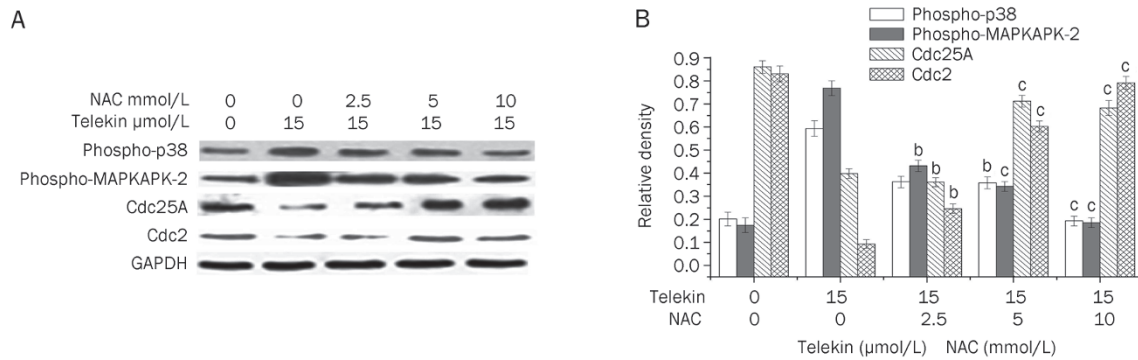 A
NAC mmol/L 0 0 2.5 5 10
Telekin µmol/L 0 15 15 15 15
Phospho-p38
Phospho-MAPKAPK-2
Cdc25A
Cdc2
GAPDH
B
Phospho-p38
Phospho-MAPKAPK-2
Cdc25A
Cdc2
Relative density
0.9
0.8
0.7
0.6
0.5
0.4
0.3
0.2
0.1
0.0
b b b
b c c c
c c c c
Telekin 0 15 15 15 15
NAC 0 0 2.5 5 10
Telekin (µmol/L) NAC (mmol/L)